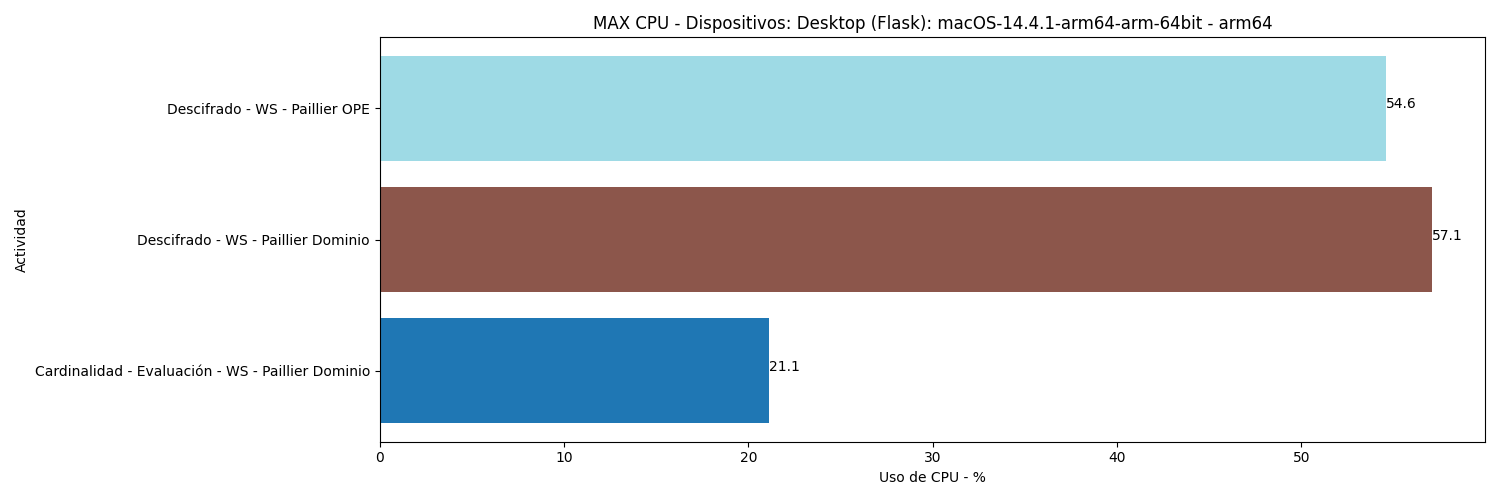 MAX CPU - Dispositivos: Desktop (Flask): macOS-14.4.1-arm64-arm-64bit - arm64
Actividad
Descifrado - WS - Paillier OPE
54.6
Descifrado - WS - Paillier Dominio
57.1
Cardinalidad - Evaluación - WS - Paillier Dominio
21.1
0 10 20 30 40 50
Uso de CPU - %